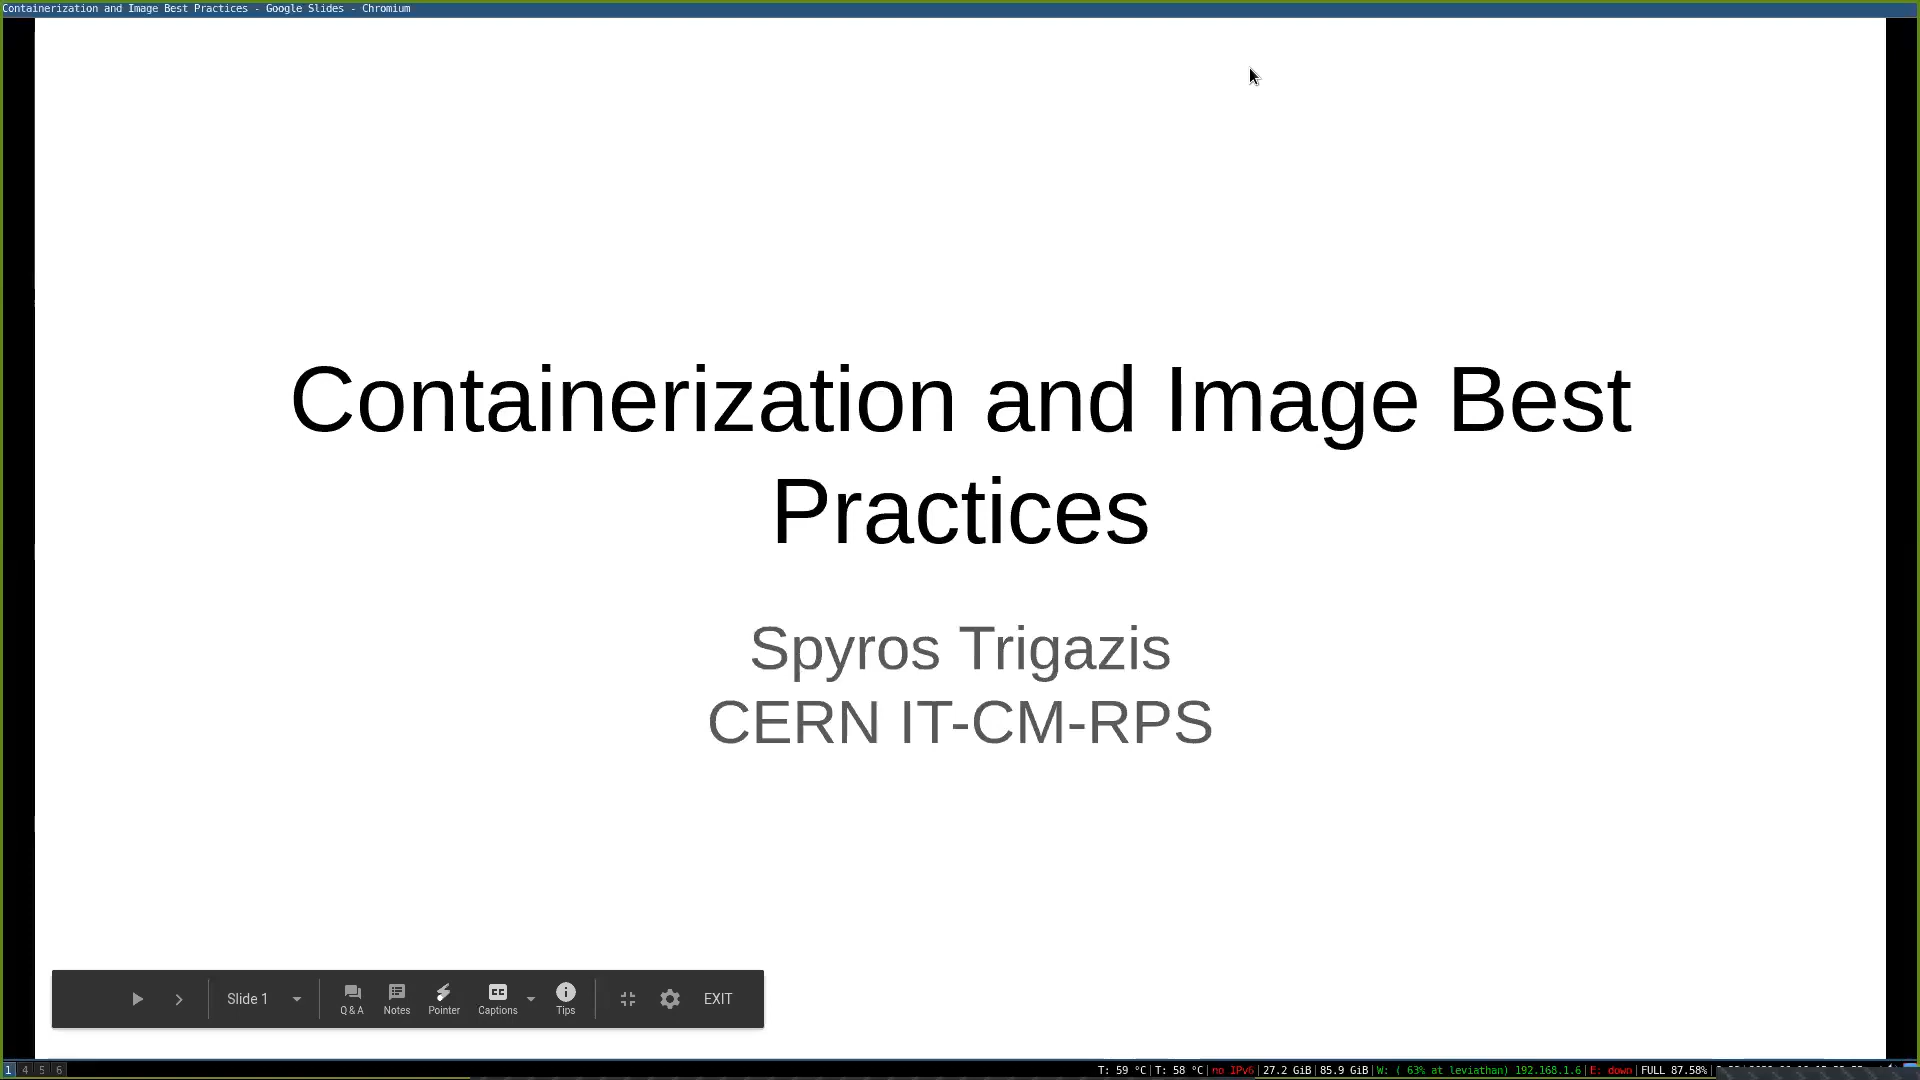 Containerization and Image Best Practices - Google Slides - Chromium
Containerization and Image Best
Practices
Spyros Trigazis
CERN IT-CM-RPS
Slide 1
Q & A
Notes
Pointer
Captions
Tips
EXIT
1 4 5 6
T: 59 °C|T: 58 °C|no IPv6|27.2 GiB|85.9 GiB|W: ( 63% at leviathan) 192.168.1.6|E: down|FULL 87.58%|